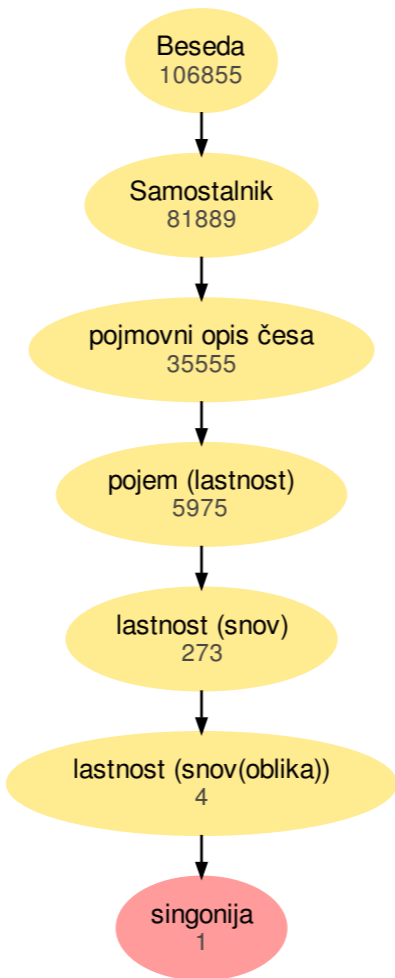 Beseda
106855
Samostalnik
81889
pojmovni opis česa
35555
pojem (lastnost)
5975
lastnost (snov)
273
lastnost (snov(oblika))
4
singonija
1